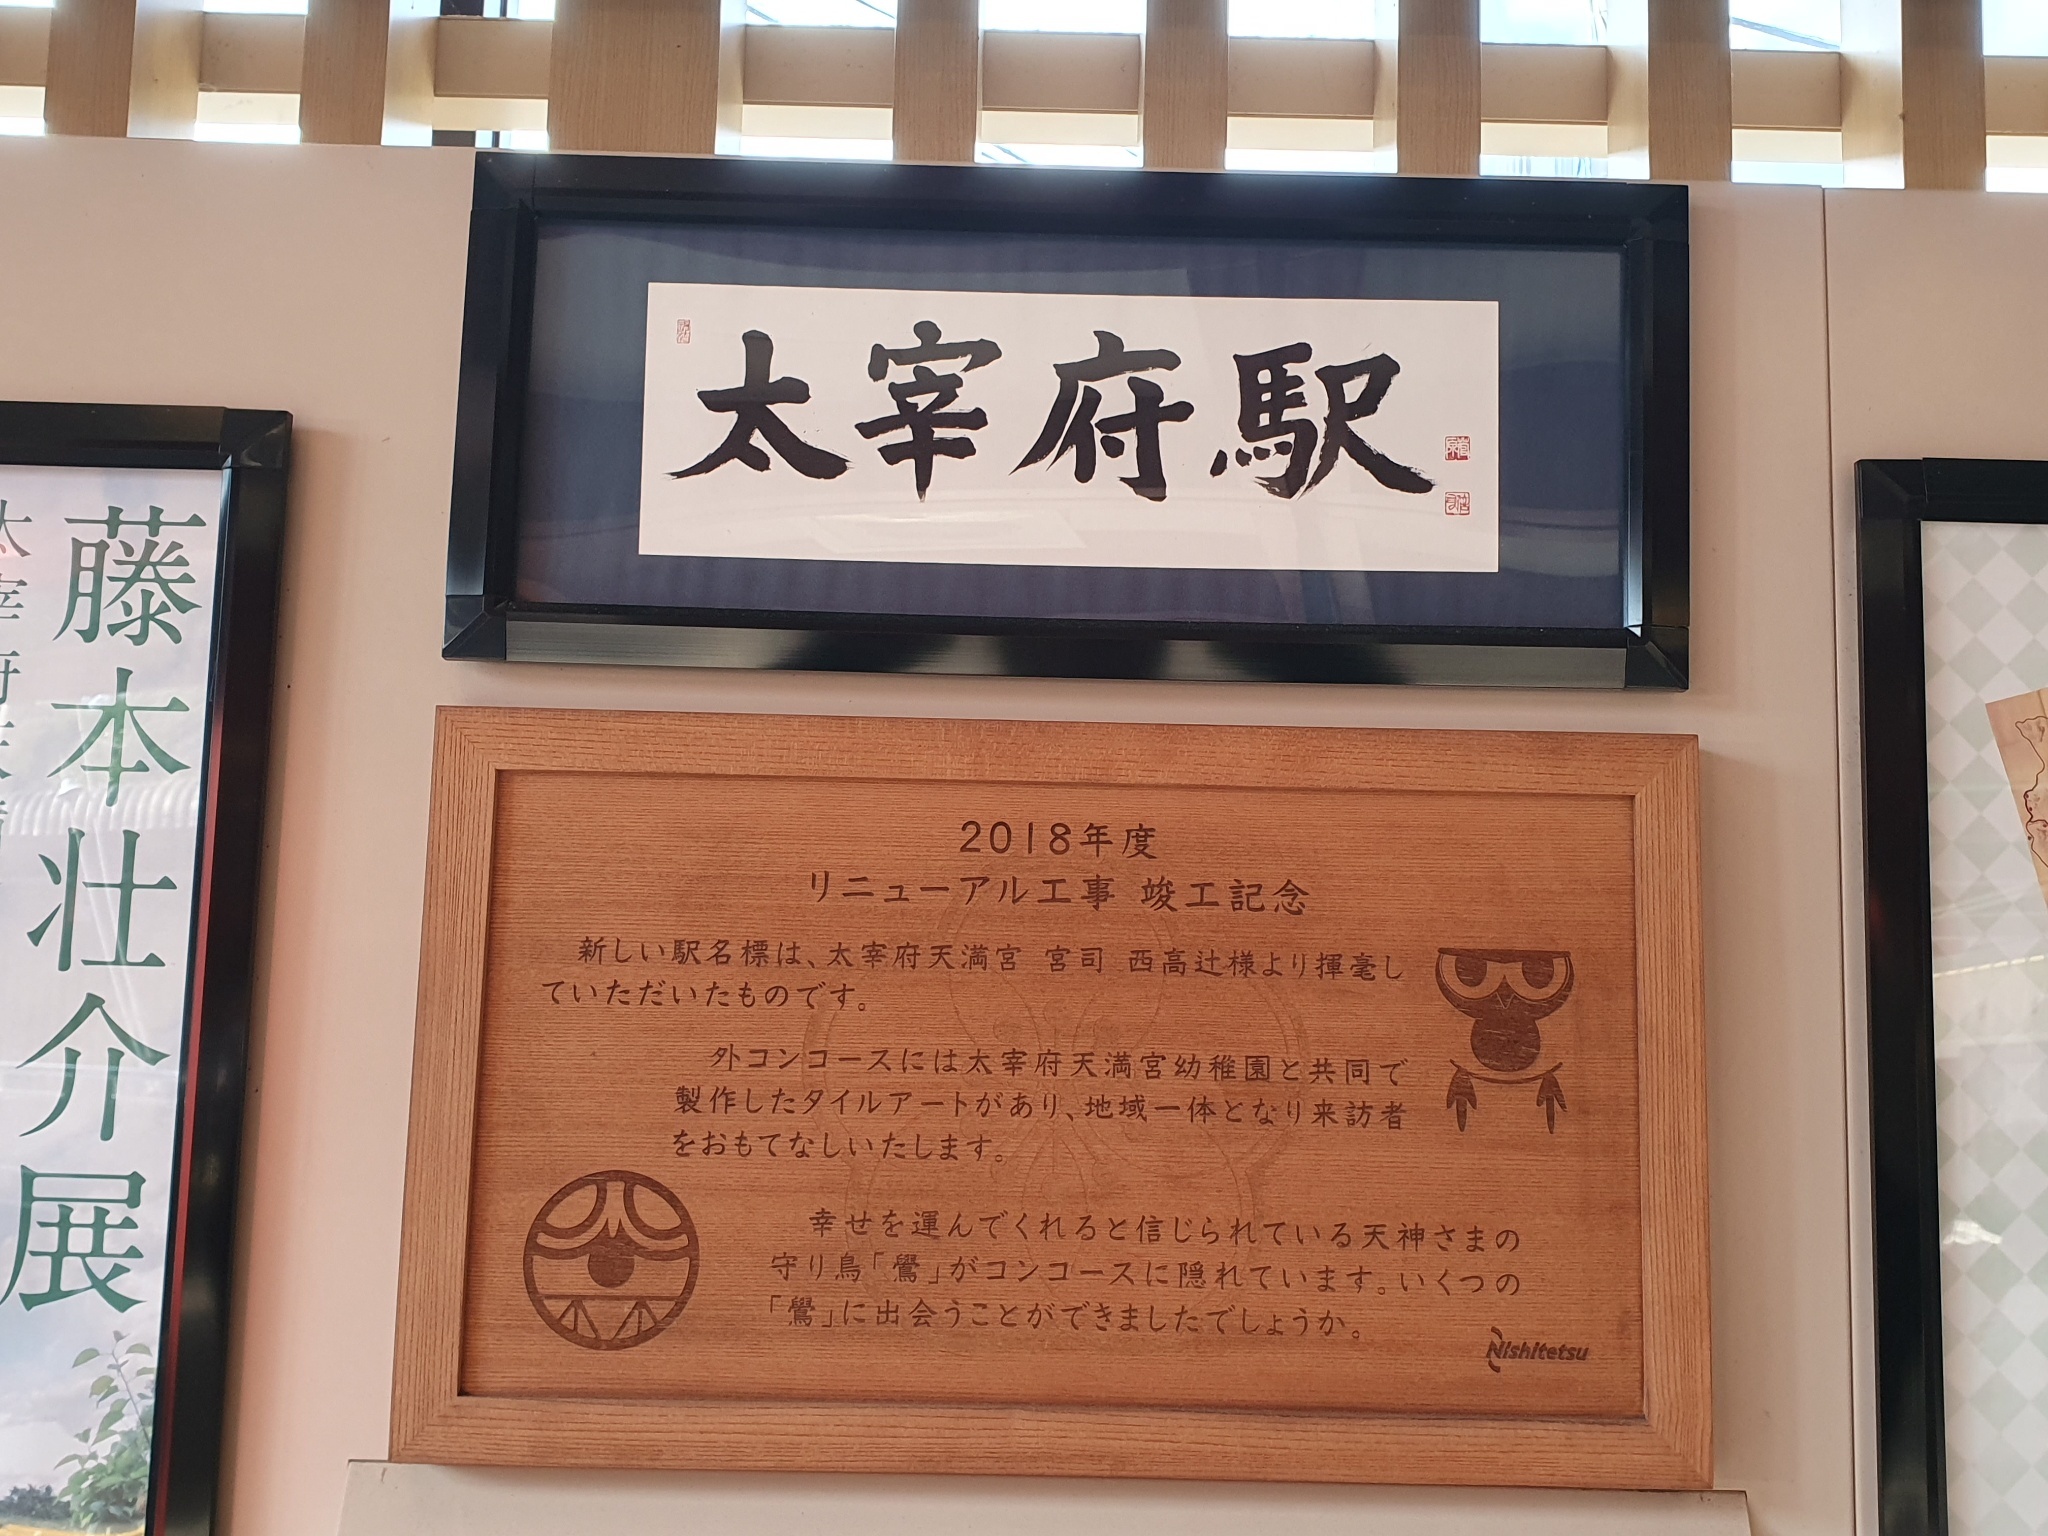 太宰府駅
2018年度
リニューアル工事 竣工記念
新しい駅名標は、太宰府天満宮 宮司 西高辻様より揮毫し
ていただいたものです。
外コンコースには太宰府天満宮幼稚園と共同で
製作したタイルアートがあり、地域一体となり来訪者
をおもてなしいたします。
幸せを運んでくれると信じられている天神さまの
守り鳥「鷽」がコンコースに隠れています。いくつの
「鷽」に出会うことができましたでしょうか。
Nishitetsu
藤本壮介展
太宰府天満